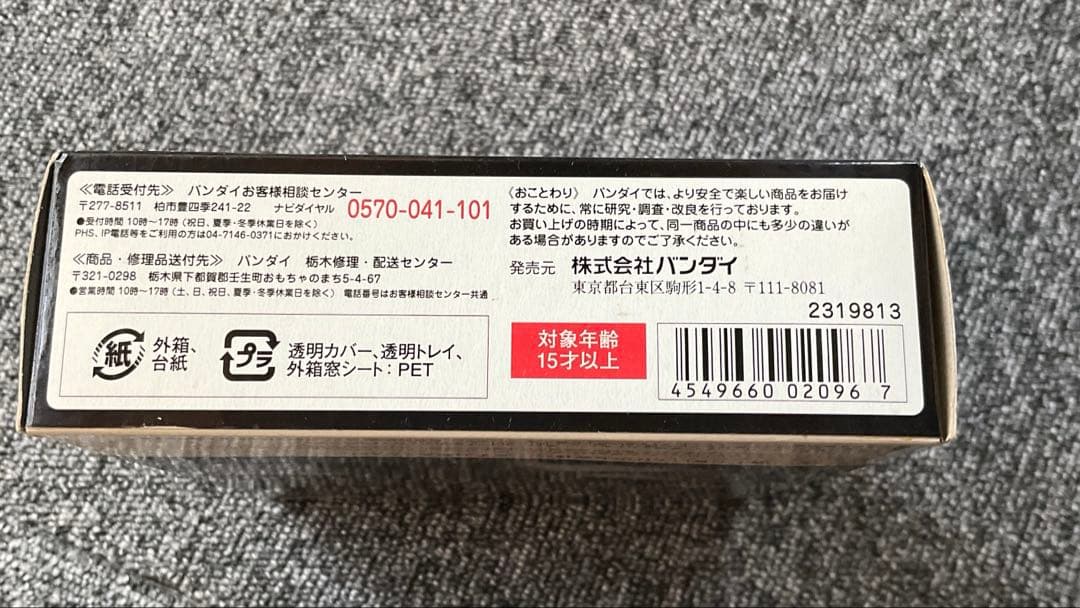 ≪電話受付先≫ バンダイお客様相談センター
〒277-8511 柏市豊四季241-22 ナビダイヤル 0570-041-101
●受付時間 10時～17時(祝日、夏季・冬季休業日を除く)
PHS、IP電話等をご利用の方は04-7146-0371におかけください。
≪商品・修理品送付先≫ バンダイ 栃木修理・配送センター
〒321-0298 栃木県下都賀郡壬生町おもちゃのまち5-4-67
●営業時間 10時～17時(土、日、祝日、夏季・冬季休業日を除く) 電話番号はお客様相談センター共通
紙 外箱、
台紙
プラ 透明カバー、透明トレイ、
外箱窓シート:PET
《おことわり》 バンダイでは、より安全で楽しい商品をお届け
するために、常に研究・調査・改良を行っております。
お買い上げの時期によって、同一商品の中にも多少の違いが
ある場合がありますのでご了承ください。
発売元 株式会社バンダイ
東京都台東区駒形1-4-8 〒111-8081
2319813
対象年齢
15才以上
4549660 02096 7